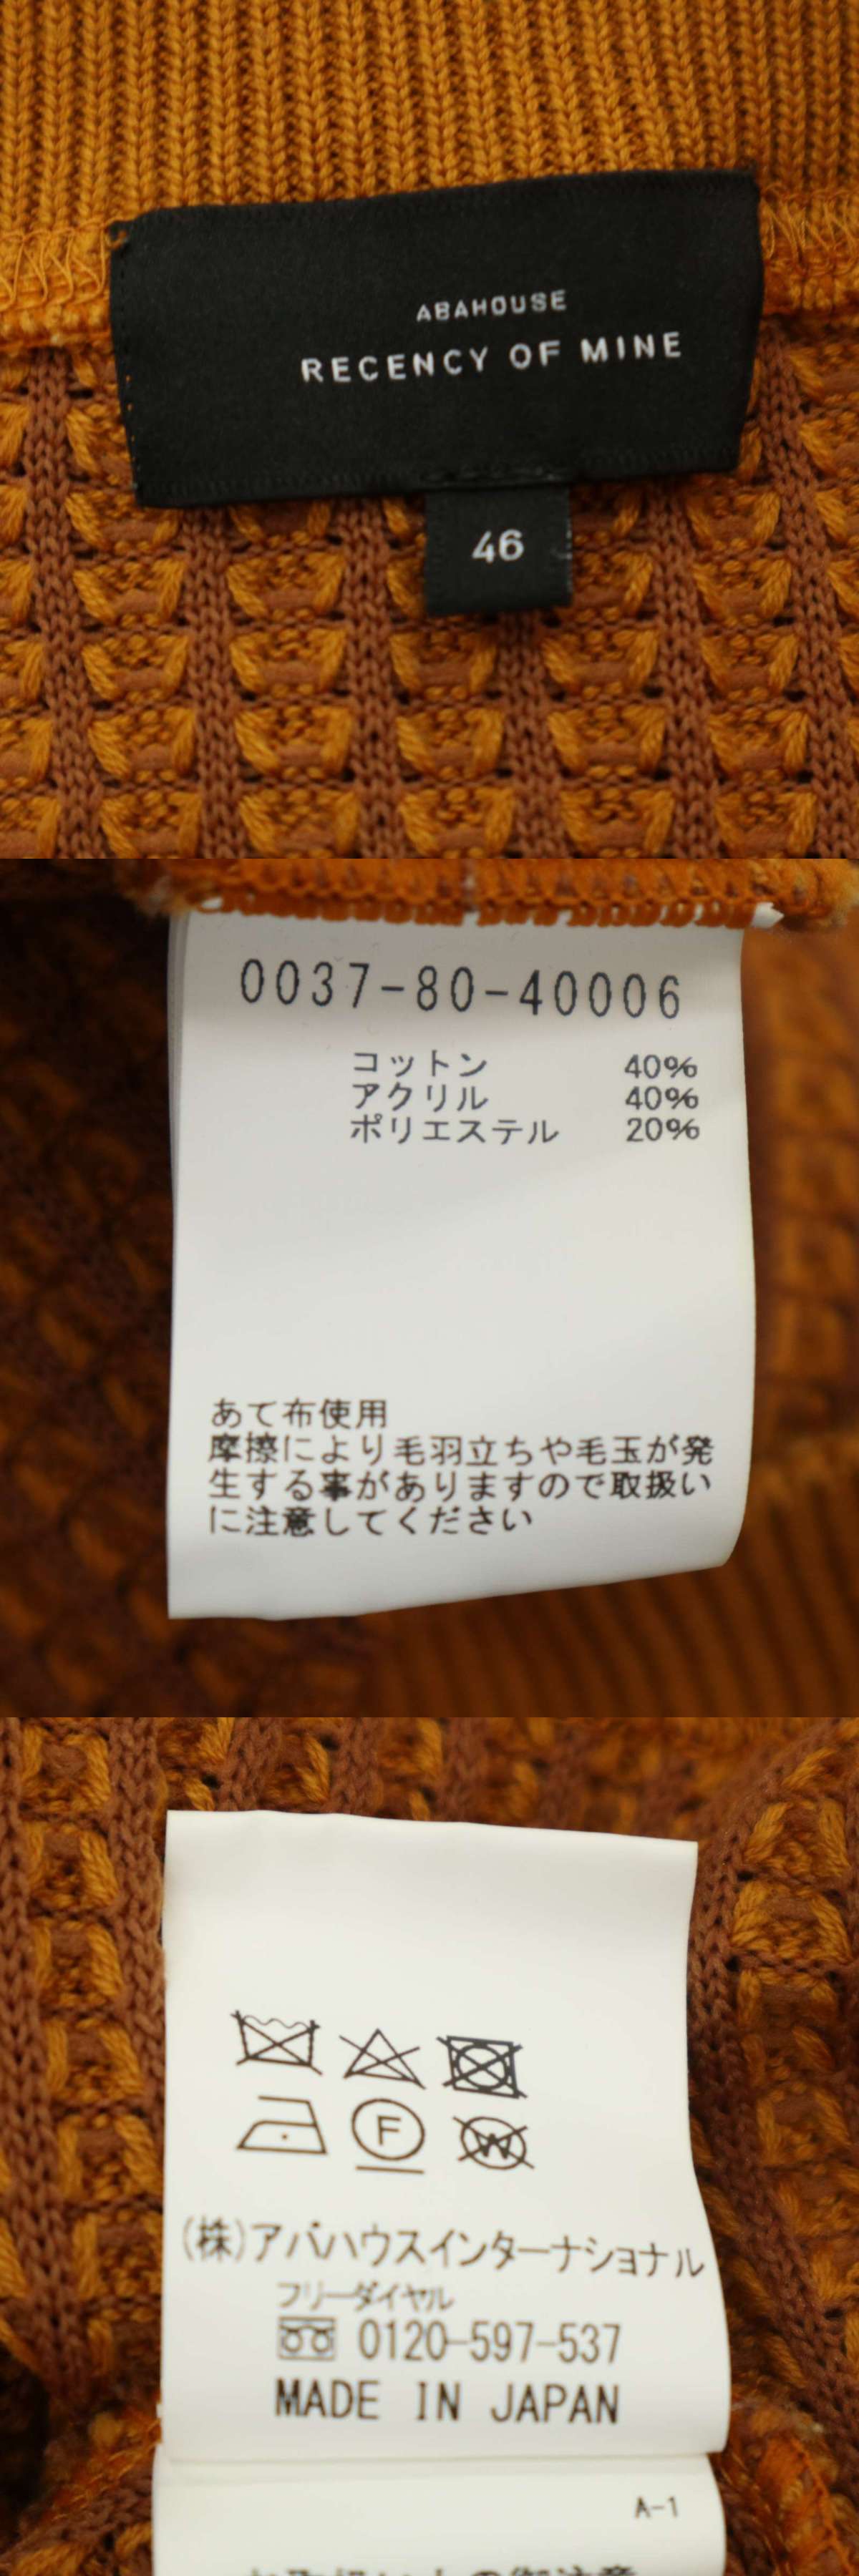 ABAHOUSE
RECENCY OF MINE
46
0037-80-40006
コットン 40%
アクリル 40%
ポリエステル 20%
あて布使用
摩擦により毛羽立ちや毛玉が発
生する事がありますので取扱い
に注意してください
F
W
(株)アバハウスインターナショナル
フリーダイヤル
0120-597-537
MADE IN JAPAN
A-1